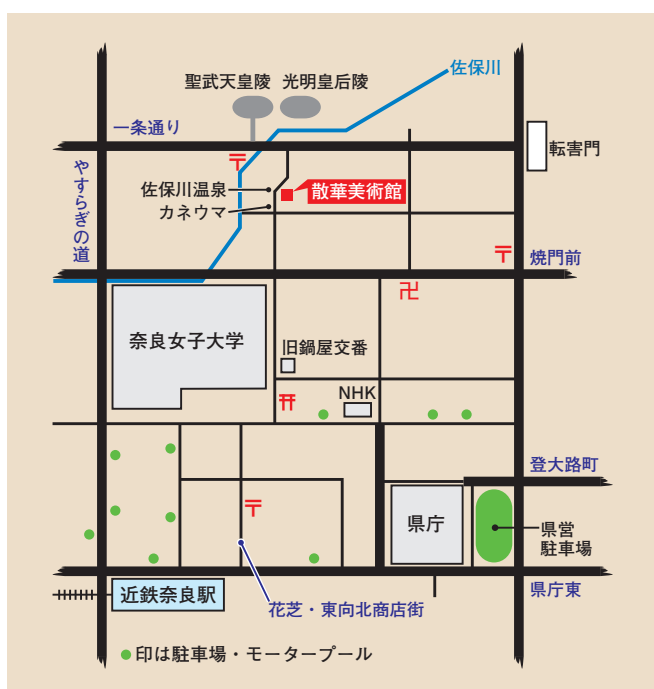 佐保川
聖武天皇陵 光明皇后陵
一条通り
転害門
やすらぎの道
佐保川温泉
散華美術館
カネウマ
焼門前
奈良女子大学
旧鍋屋交番
NHK
登大路町
県庁
県営
駐車場
近鉄奈良駅
県庁東
花芝・東向北商店街
印は駐車場・モータープール